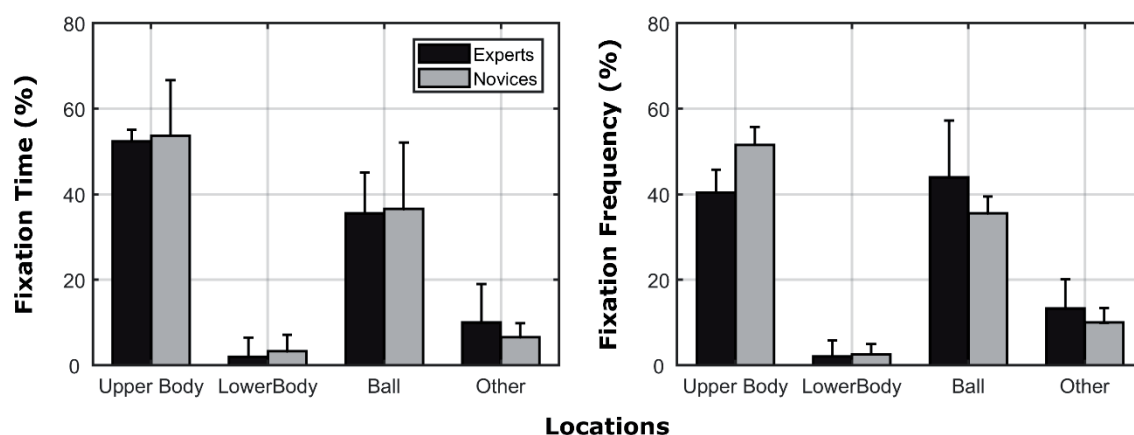 Fixation Time (%)
80
60
40
20
0
Experts
Novices
Upper Body
LowerBody
Ball
Other
Fixation Frequency (%)
80
60
40
20
0
Upper Body
LowerBody
Ball
Other
Locations